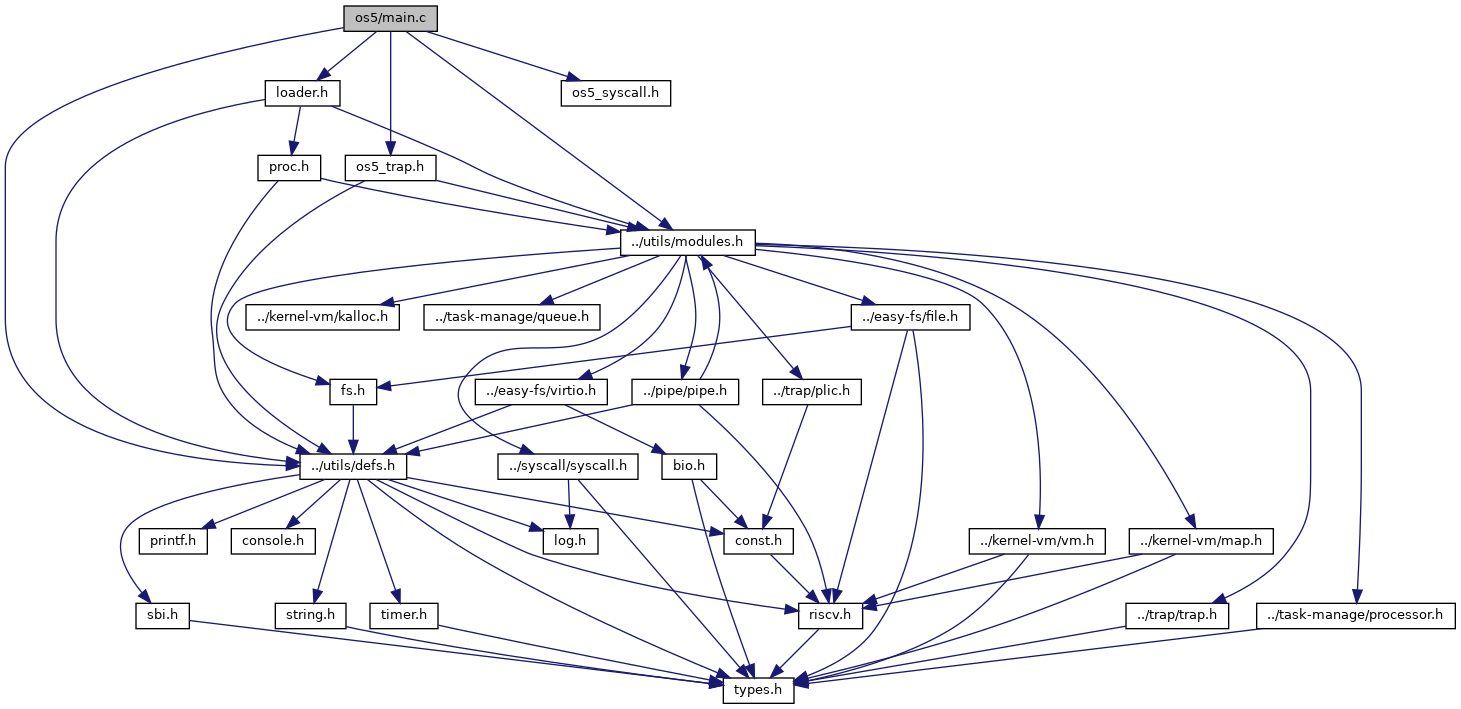 os5/main.c
loader.h
os5_syscall.h
proc.h
os5_trap.h
../utils/modules.h
../kernel-vm/kalloc.h
../task-manage/queue.h
../easy-fs/file.h
fs.h
../easy-fs/virtio.h
../pipe/pipe.h
../trap/plic.h
../utils/defs.h
../syscall/syscall.h
bio.h
printf.h
console.h
log.h
const.h
../kernel-vm/vm.h
../kernel-vm/map.h
sbi.h
string.h
timer.h
riscv.h
../trap/trap.h
../task-manage/processor.h
types.h